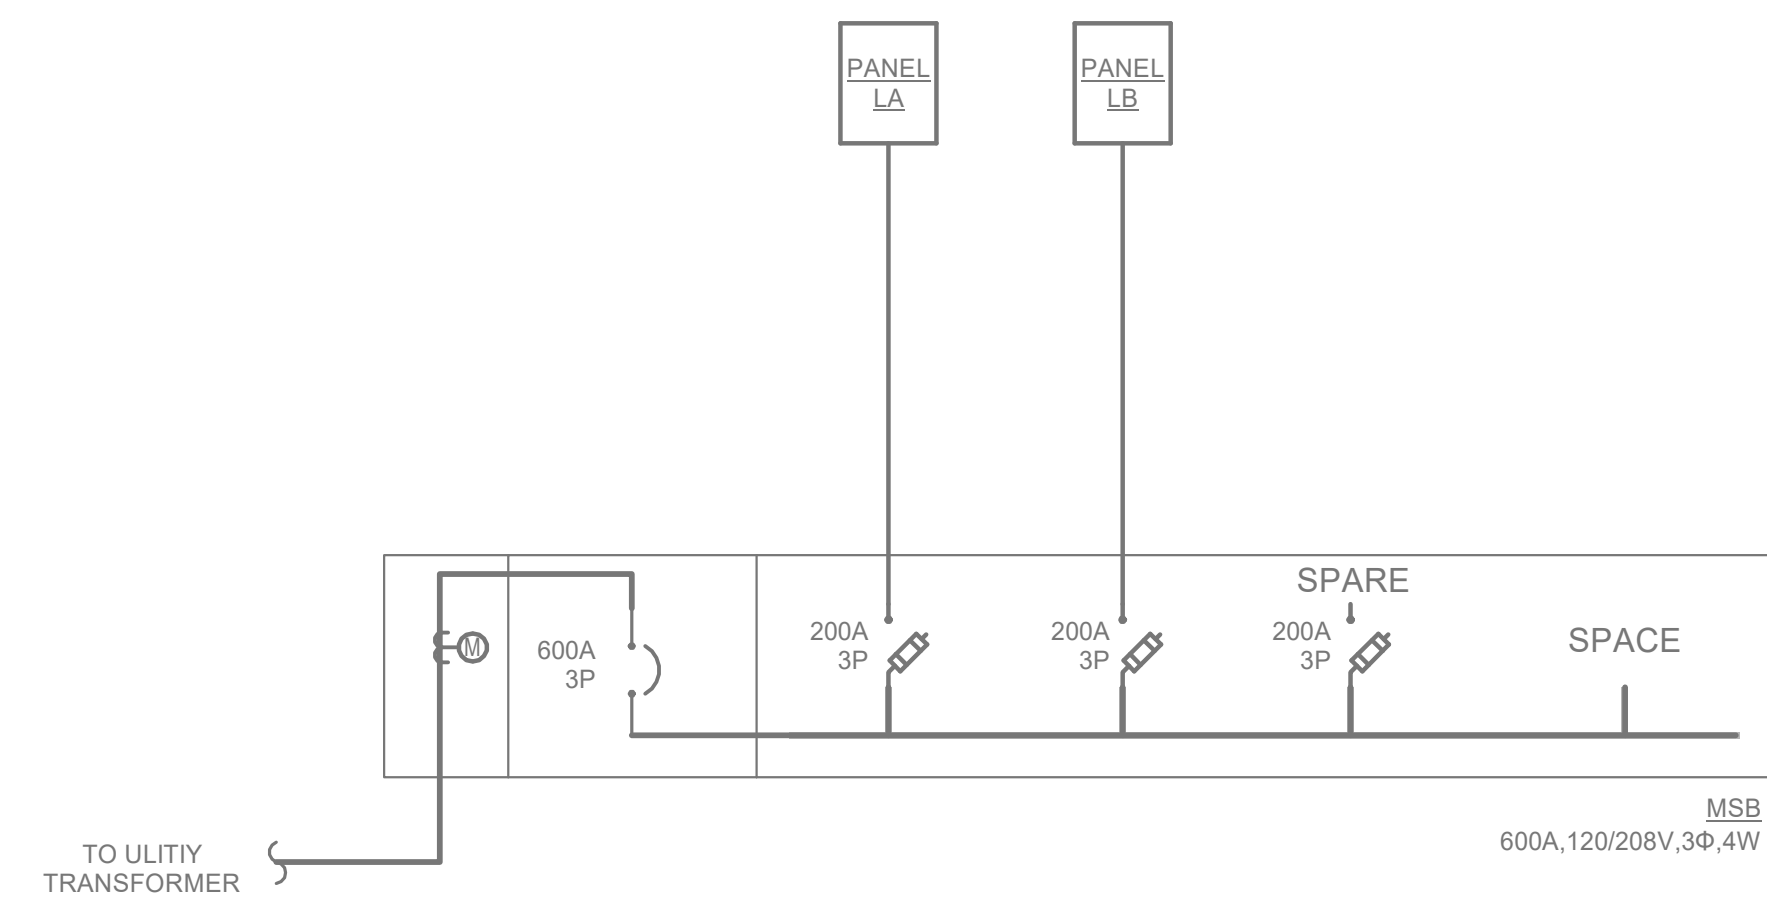 PANEL
LA
PANEL
LB
SPARE
200A
3P
200A
3P
200A
3P
SPACE
600A
3P
M
MSB
600A,120/208V,3Φ,4W
TO ULITIY
TRANSFORMER